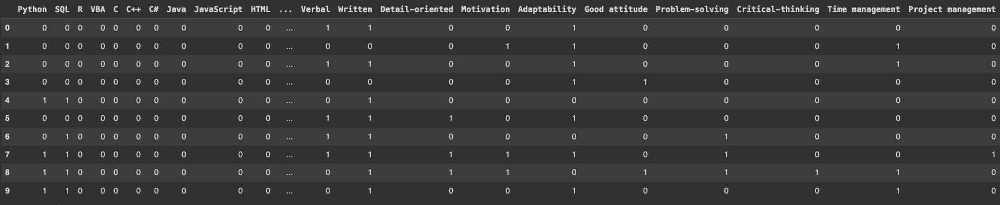 Python SQL R VBA C C++ C# Java JavaScript HTML ... Verbal Written Detail-oriented Motivation Adaptability Good attitude Problem-solving Critical-thinking Time management Project management
0 0 0 0 0 0 0 0 0 0 0 ... 1 1 0 0 1 0 0 0 0 0
1 0 0 0 0 0 0 0 0 0 0 ... 0 0 0 1 1 0 0 0 1 0
2 0 0 0 0 0 0 0 0 0 0 ... 1 1 0 0 1 0 0 0 1 0
3 0 0 0 0 0 0 0 0 0 0 ... 0 0 0 0 1 1 0 0 0 0
4 1 1 0 0 0 0 0 0 0 0 ... 0 1 0 0 0 0 0 0 0 0
5 0 0 0 0 0 0 0 0 0 0 ... 1 1 1 0 1 0 0 0 0 0
6 0 1 0 0 0 0 0 0 0 0 ... 1 1 0 0 0 0 1 0 0 0
7 1 1 0 0 0 0 0 0 0 0 ... 1 1 1 1 1 0 1 0 0 1
8 1 1 0 0 0 0 0 0 0 0 ... 0 1 1 1 0 1 1 1 1 0
9 1 1 0 0 0 0 0 0 0 0 ... 0 1 0 0 1 0 0 0 1 0